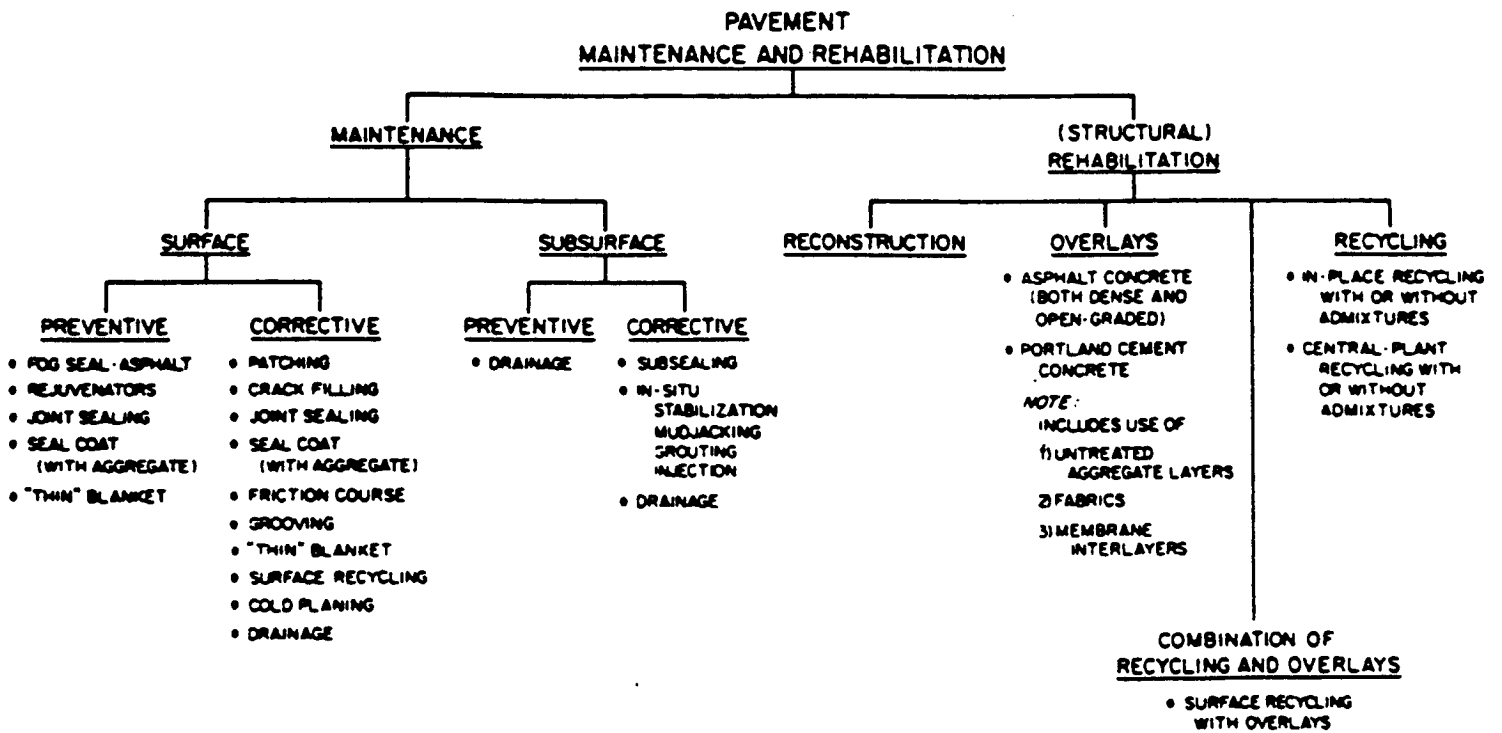 PAVEMENT
MAINTENANCE AND REHABILITATION
MAINTENANCE
(STRUCTURAL)
REHABILITATION
SURFACE
SUBSURFACE
RECONSTRUCTION
OVERLAYS
RECYCLING
PREVENTIVE
• FOG SEAL-ASPHALT
• REJUVENATORS
• JOINT SEALING
• SEAL COAT
(WITH AGGREGATE)
• "THIN" BLANKET
CORRECTIVE
• PATCHING
• CRACK FILLING
• JOINT SEALING
• SEAL COAT
(WITH AGGREGATE)
• FRICTION COURSE
• GROOVING
• "THIN" BLANKET
• SURFACE RECYCLING
• COLD PLANING
• DRAINAGE
PREVENTIVE
• DRAINAGE
CORRECTIVE
• SUBSEALING
• IN-SITU
STABILIZATION
MUDJACKING
GROUTING
INJECTION
• DRAINAGE
• ASPHALT CONCRETE
(BOTH DENSE AND
OPEN-GRADED)
• PORTLAND CEMENT
CONCRETE
NOTE:
INCLUDES USE OF
1) UNTREATED
AGGREGATE LAYERS
2) FABRICS
3) MEMBRANE
INTERLAYERS
• IN-PLACE RECYCLING
WITH OR WITHOUT
ADMIXTURES
• CENTRAL-PLANT
RECYCLING WITH
OR WITHOUT
ADMIXTURES
COMBINATION OF
RECYCLING AND OVERLAYS
• SURFACE RECYCLING
WITH OVERLAYS